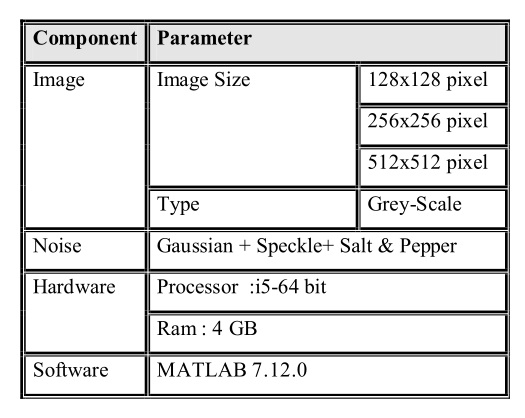 Component Parameter
Image Image Size 128x128 pixel
256x256 pixel
512x512 pixel
Type Grey-Scale
Noise Gaussian + Speckle+ Salt & Pepper
Hardware Processor :i5-64 bit
Ram : 4 GB
Software MATLAB 7.12.0